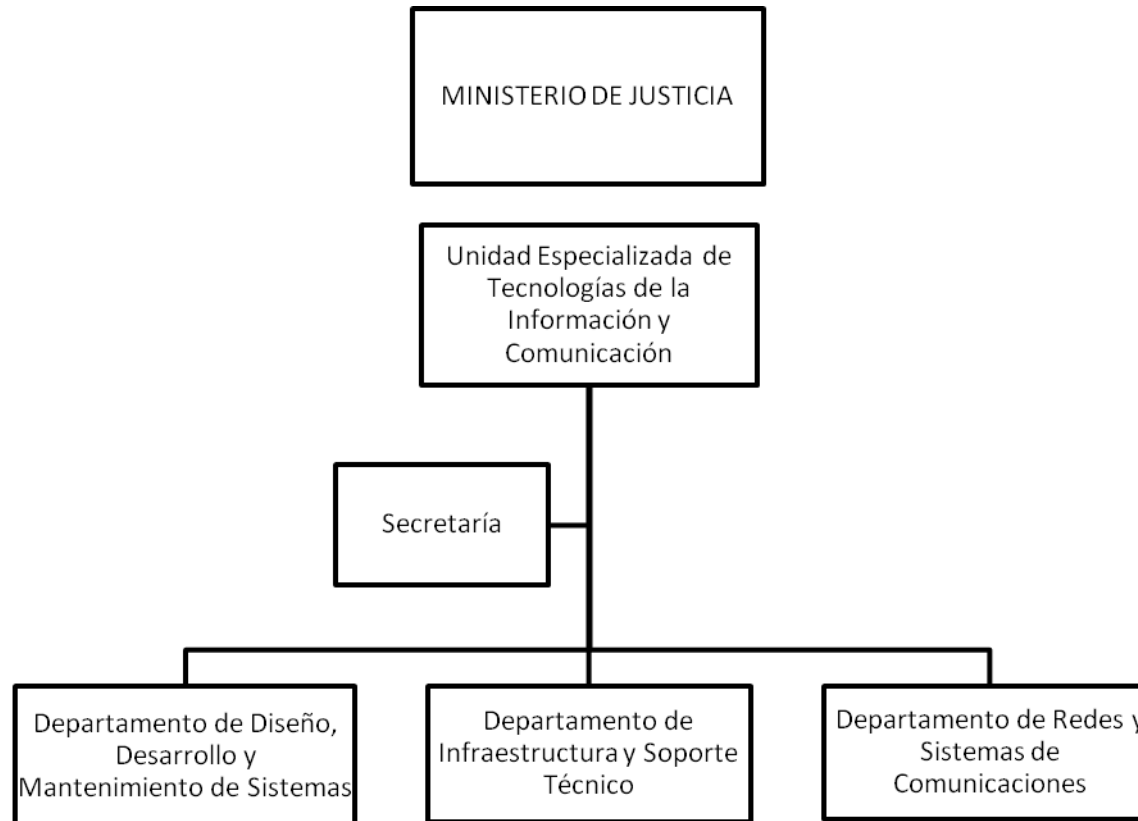 MINISTERIO DE JUSTICIA
Unidad Especializada de
Tecnologías de la
Información y
Comunicación
Secretaría
Departamento de Diseño,
Desarrollo y
Mantenimiento de Sistemas
Departamento de
Infraestructura y Soporte
Técnico
Departamento de Redes y
Sistemas de
Comunicaciones